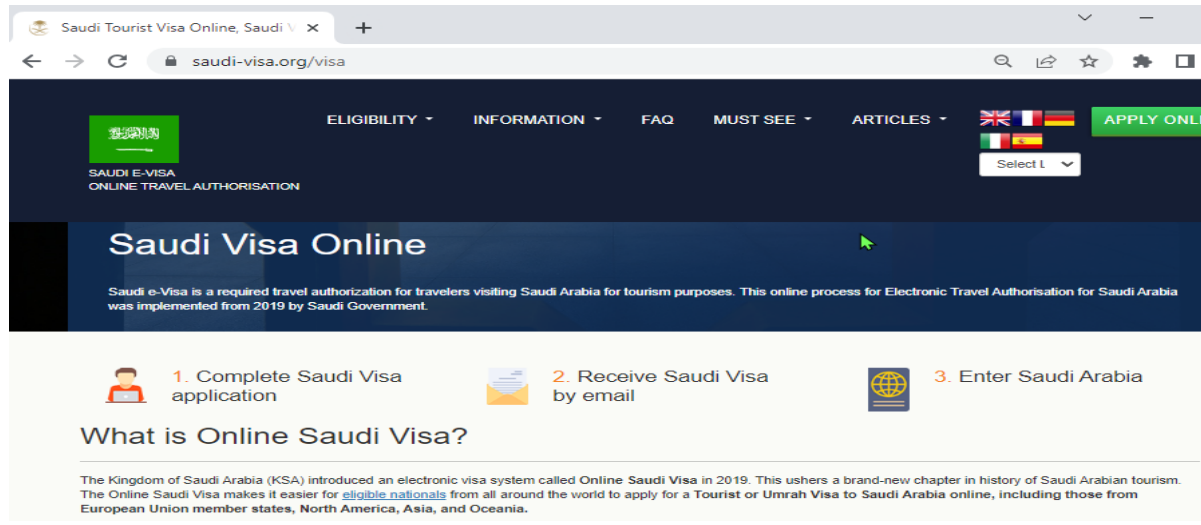 Saudi Tourist Visa Online, Saudi V
saudi-visa.org/visa
ELIGIBILITY INFORMATION FAQ MUST SEE ARTICLES APPLY ONLI
SAUDI E-VISA
ONLINE TRAVEL AUTHORISATION
Select L
Saudi Visa Online
Saudi e-Visa is a required travel authorization for travelers visiting Saudi Arabia for tourism purposes. This online process for Electronic Travel Authorisation for Saudi Arabia
was implemented from 2019 by Saudi Government.
1. Complete Saudi Visa
application
2. Receive Saudi Visa
by email
3. Enter Saudi Arabia
What is Online Saudi Visa?
The Kingdom of Saudi Arabia (KSA) introduced an electronic visa system called Online Saudi Visa in 2019. This ushers a brand-new chapter in history of Saudi Arabian tourism.
The Online Saudi Visa makes it easier for eligible nationals from all around the world to apply for a Tourist or Umrah Visa to Saudi Arabia online, including those from
European Union member states, North America, Asia, and Oceania.